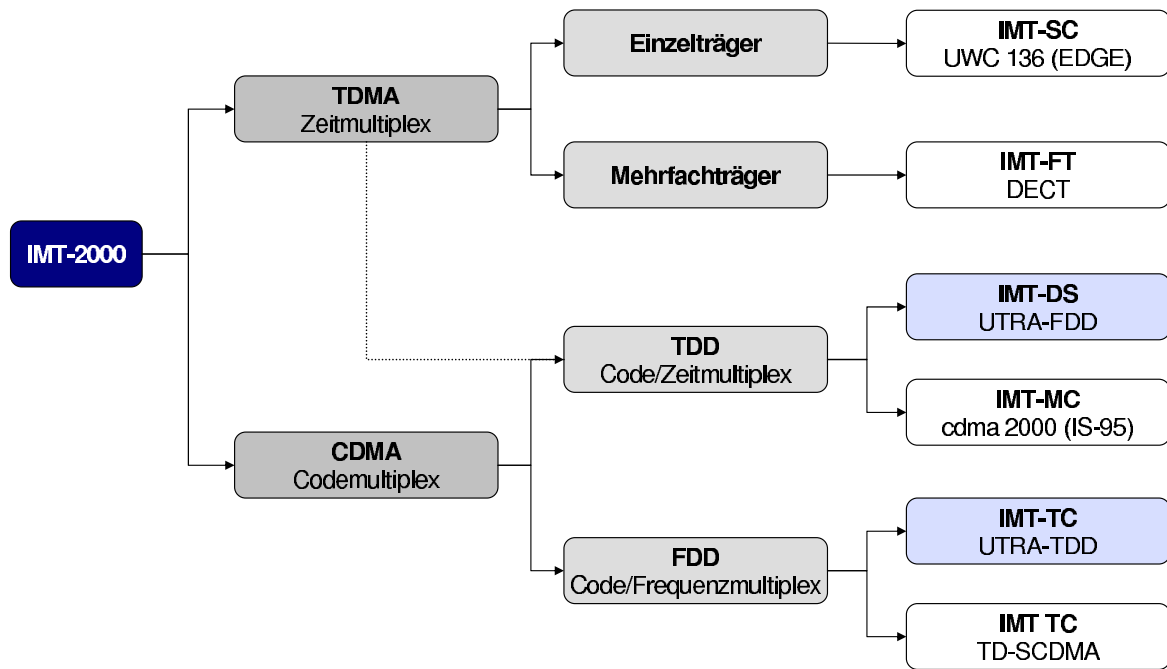 IMT-2000
TDMA
Zeitmultiplex
CDMA
Codemultiplex
Einzelträger
Mehrfachträger
TDD
Code/Zeitmultiplex
FDD
Code/Frequenzmultiplex
IMT-SC
UWC 136 (EDGE)
IMT-FT
DECT
IMT-DS
UTRA-FDD
IMT-MC
cdma 2000 (IS-95)
IMT-TC
UTRA-TDD
IMT TC
TD-SCDMA